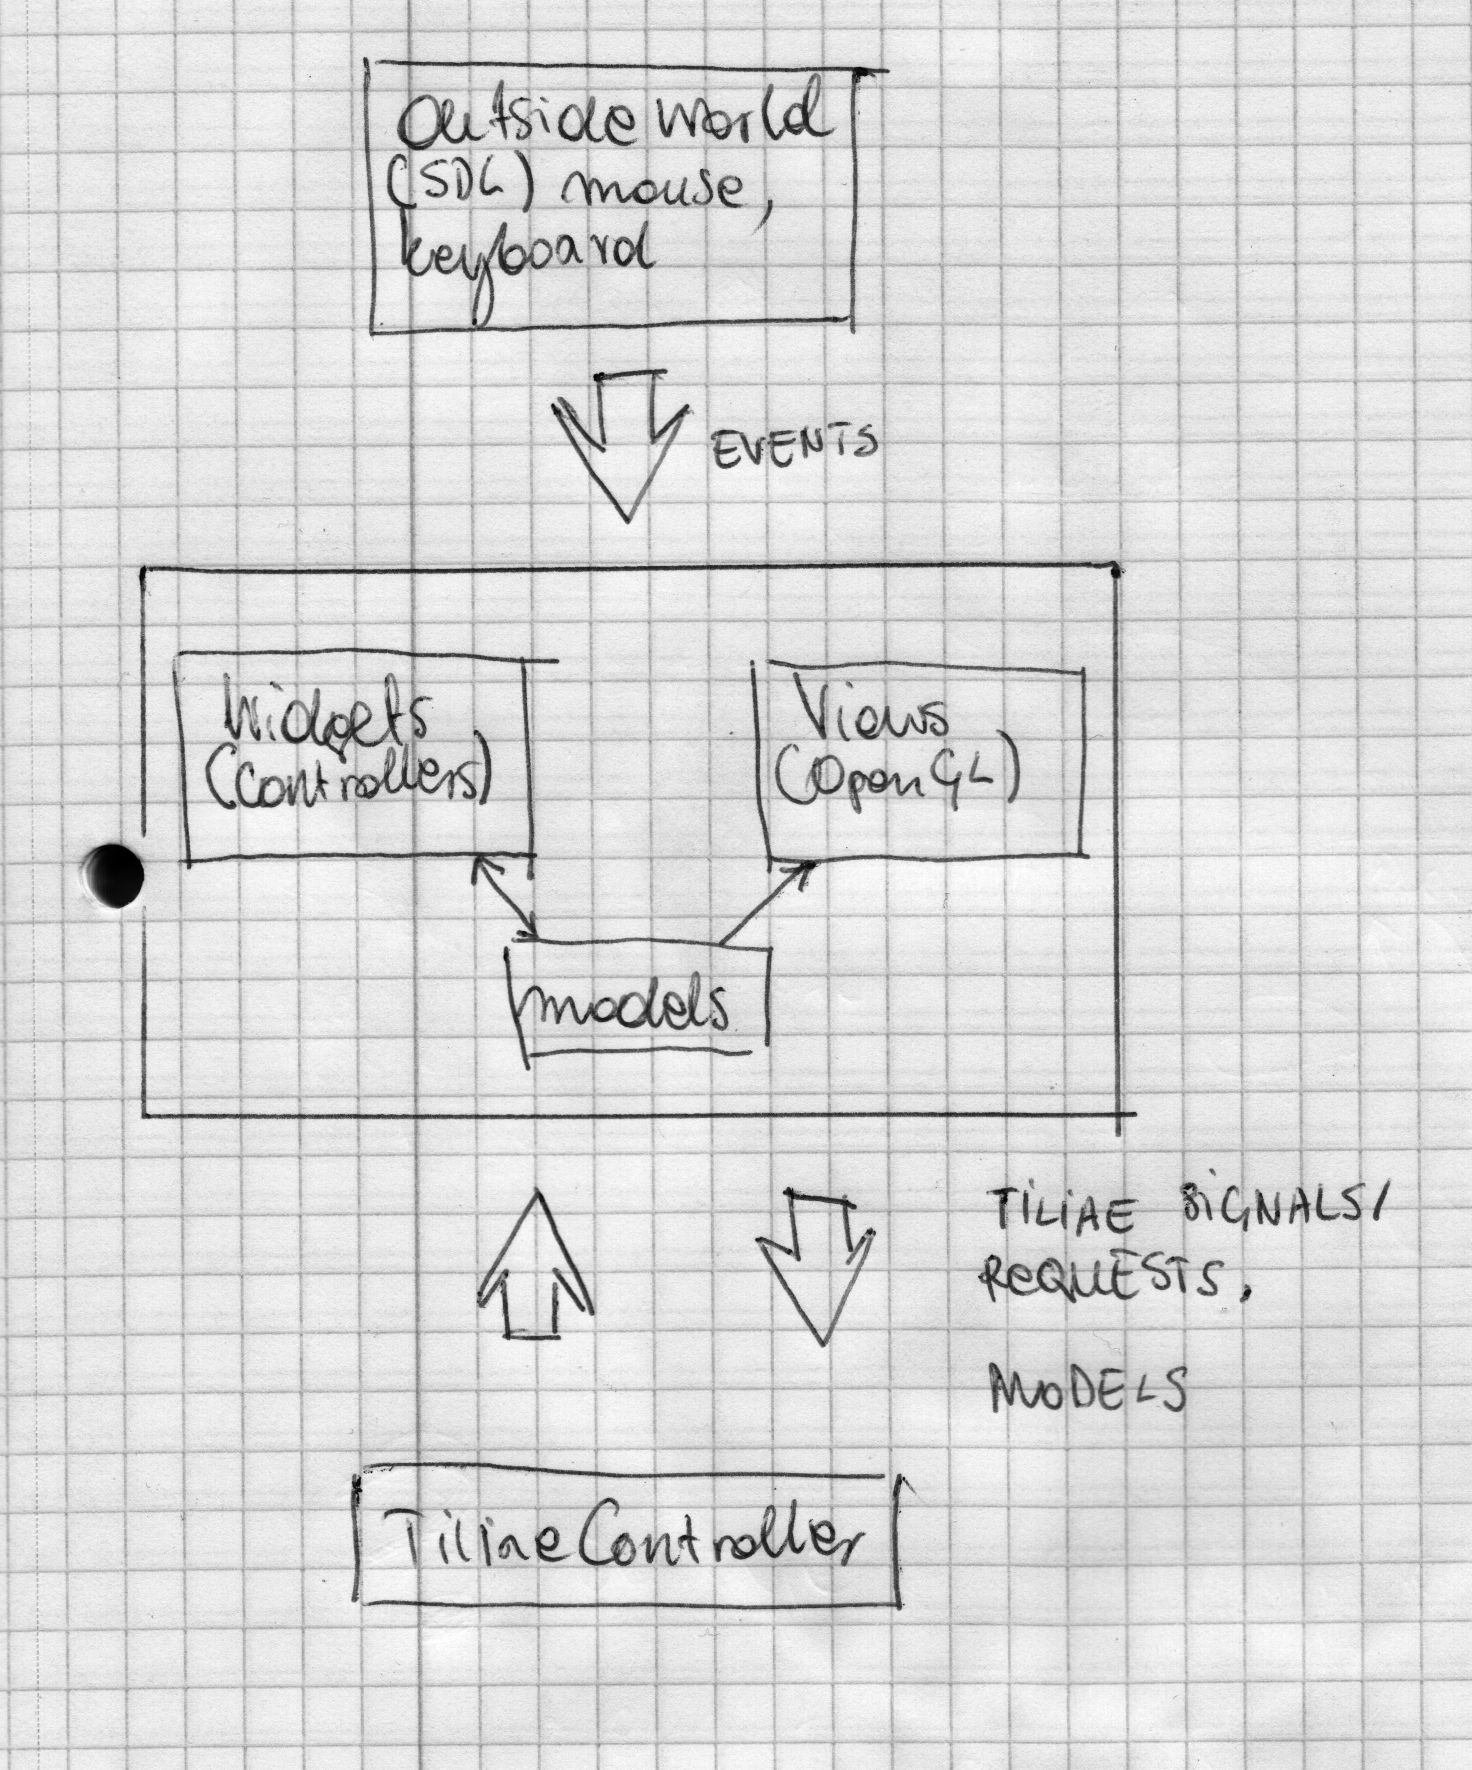 Outside World
(SDL) mouse,
keyboard
EVENTS
Widgets
(Controllers)
Views
(OpenGL)
models
TILIAE SIGNALS/
REQUESTS,
MODELS
TiliaeController